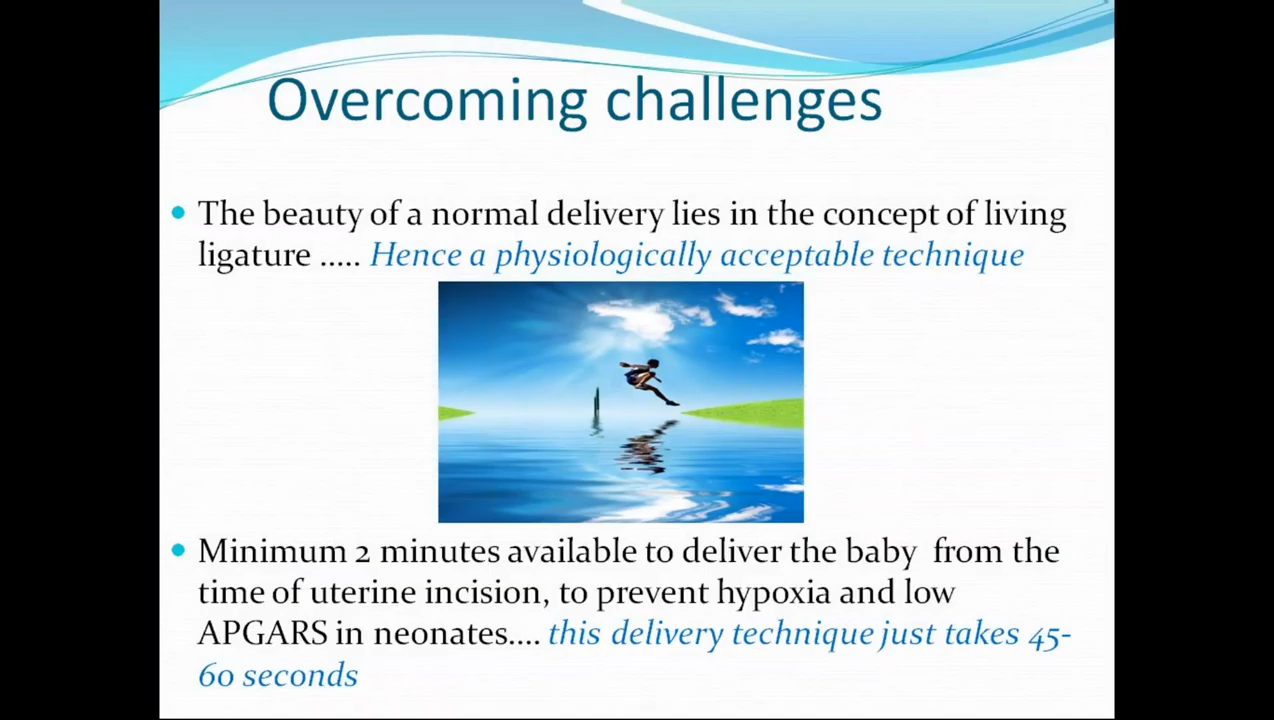 Overcoming challenges
• The beauty of a normal delivery lies in the concept of living
ligature ..... Hence a physiologically acceptable technique
• Minimum 2 minutes available to deliver the baby from the
time of uterine incision, to prevent hypoxia and low
APGARS in neonates.... this delivery technique just takes 45-
60 seconds